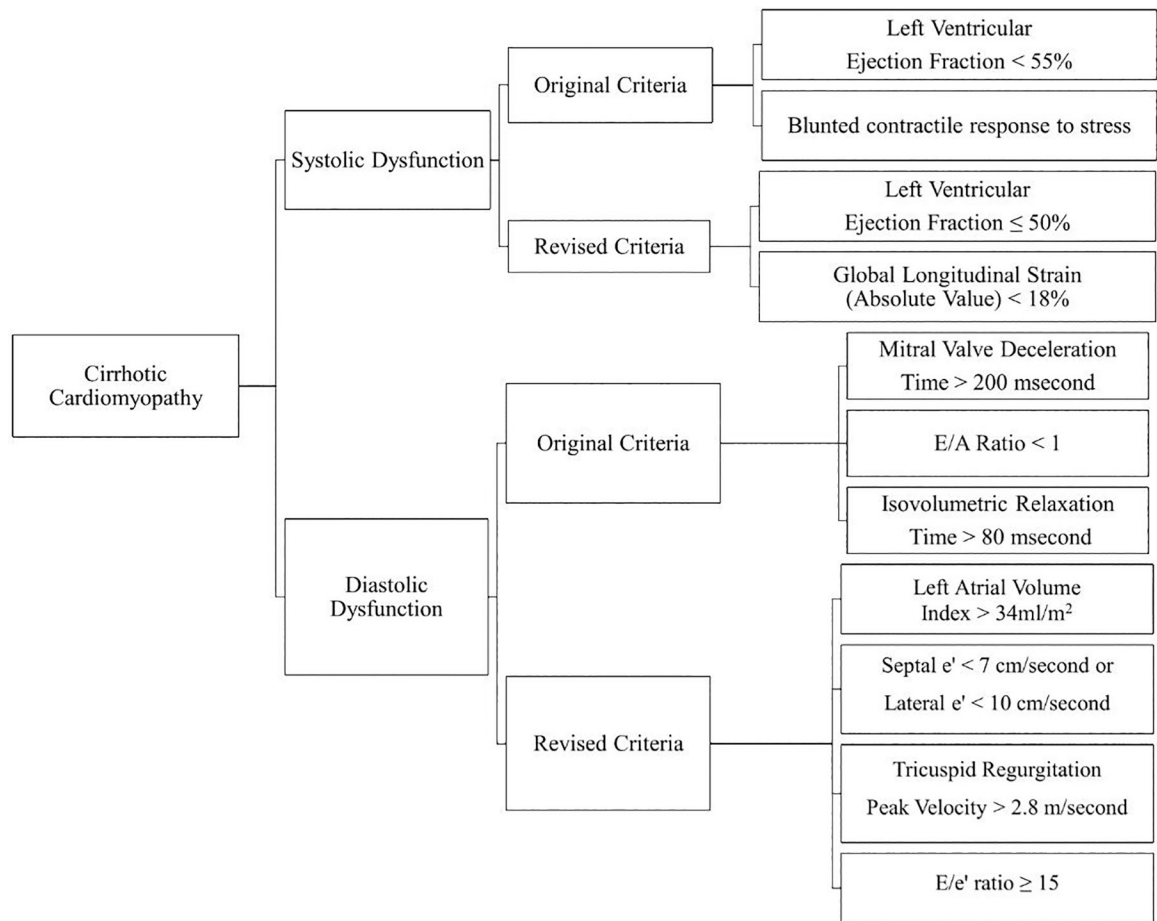 Cirrhotic
Cardiomyopathy
Systolic Dysfunction
Original Criteria
Left Ventricular
Ejection Fraction < 55%
Blunted contractile response to stress
Revised Criteria
Left Ventricular
Ejection Fraction ≤ 50%
Global Longitudinal Strain
(Absolute Value) < 18%
Diastolic
Dysfunction
Original Criteria
Mitral Valve Deceleration
Time > 200 msecond
E/A Ratio < 1
Isovolumetric Relaxation
Time > 80 msecond
Revised Criteria
Left Atrial Volume
Index > 34ml/m²
Septal e' < 7 cm/second or
Lateral e' < 10 cm/second
Tricuspid Regurgitation
Peak Velocity > 2.8 m/second
E/e' ratio ≥ 15